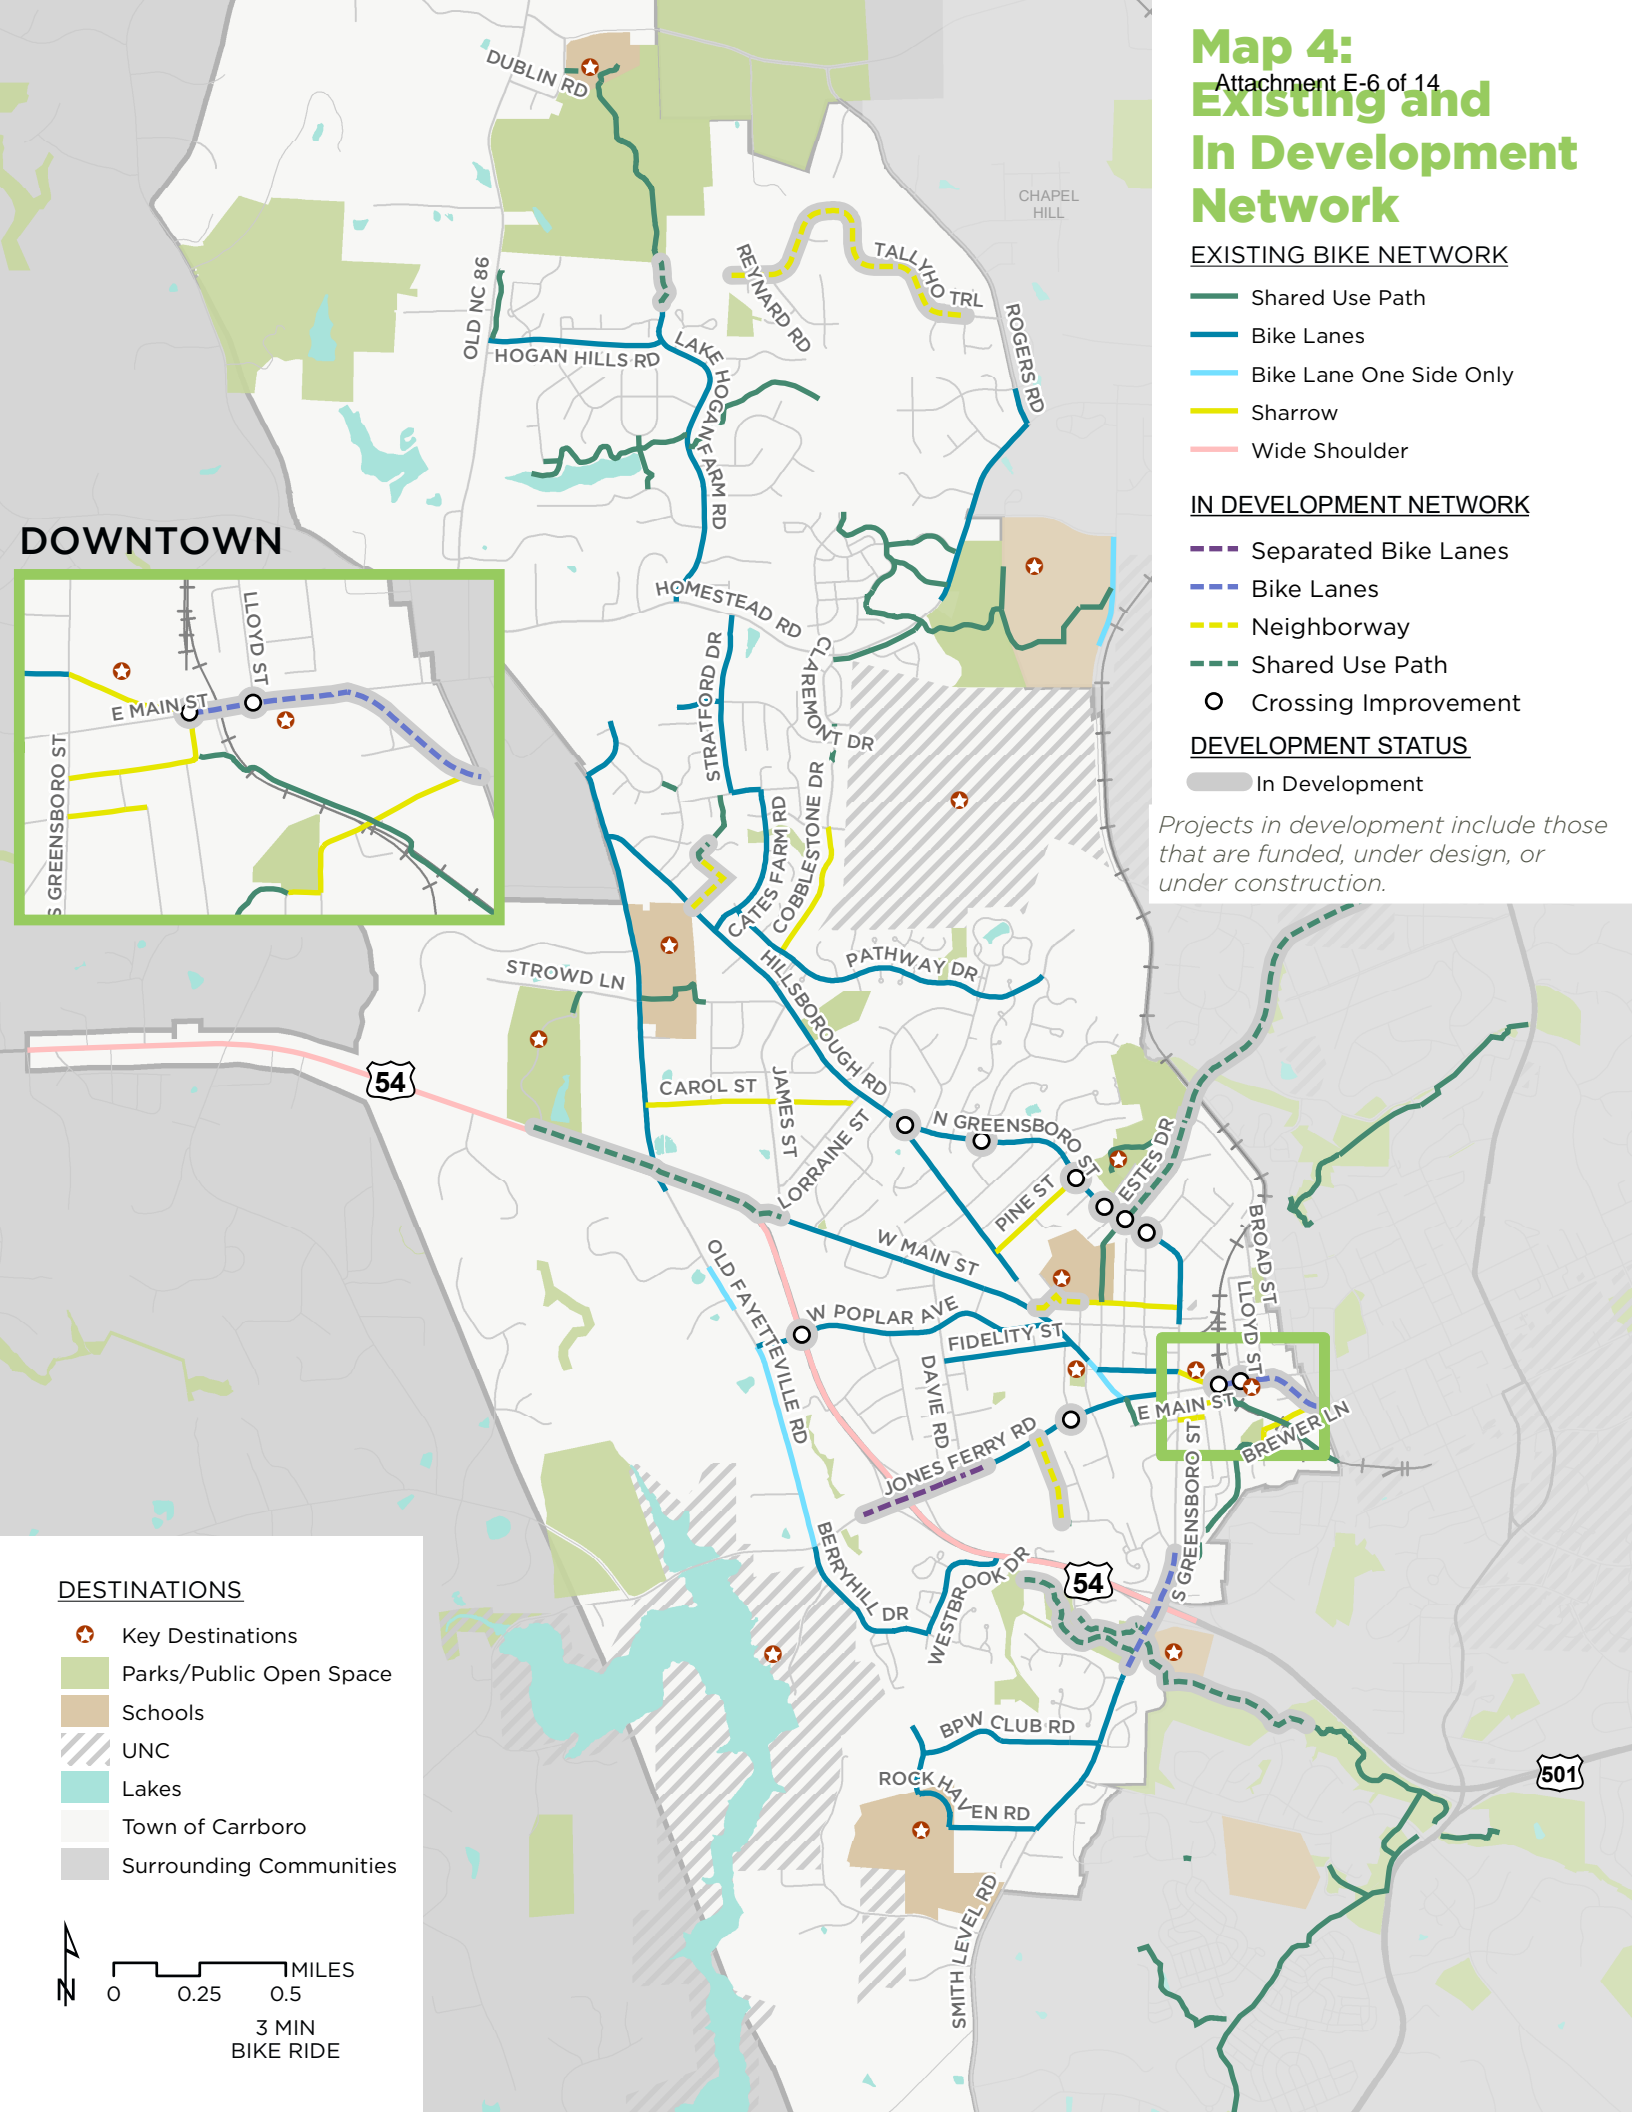 Map 4:
Attachment E-6 of 14
Existing and
In Development
Network
EXISTING BIKE NETWORK
Shared Use Path
Bike Lanes
Bike Lane One Side Only
Sharrow
Wide Shoulder
IN DEVELOPMENT NETWORK
Separated Bike Lanes
Bike Lanes
Neighborway
Shared Use Path
Crossing Improvement
DEVELOPMENT STATUS
In Development
Projects in development include those
that are funded, under design, or
under construction.
DUBLIN RD
CHAPEL
HILL
OLD NC 86
REYNARD RD
TALLYHO TRL
ROGERS RD
HOGAN HILLS RD
LAKE HOGAN FARM RD
DOWNTOWN
LLOYD ST
E MAIN ST
S GREENSBORO ST
HOMESTEAD RD
STRATFORD DR
CLAREMONT DR
CATES FARM RD
COBBLESTONE DR
PATHWAY DR
STROWD LN
HILLSBOROUGH RD
54
CAROL ST
JAMES ST
LORRAINE ST
N GREENSBORO ST
PINE ST
ESTES DR
BROAD ST
LLOYD ST
W MAIN ST
OLD FAYETTEVILLE RD
W POPLAR AVE
FIDELITY ST
DAVIE RD
E MAIN ST
BREWER LN
JONES FERRY RD
S GREENSBORO ST
BERRYHILL DR
WESTBROOK DR
54
BPW CLUB RD
ROCK HAVEN RD
501
SMITH LEVEL RD
DESTINATIONS
Key Destinations
Parks/Public Open Space
Schools
UNC
Lakes
Town of Carrboro
Surrounding Communities
N
MILES
0 0.25 0.5
3 MIN
BIKE RIDE